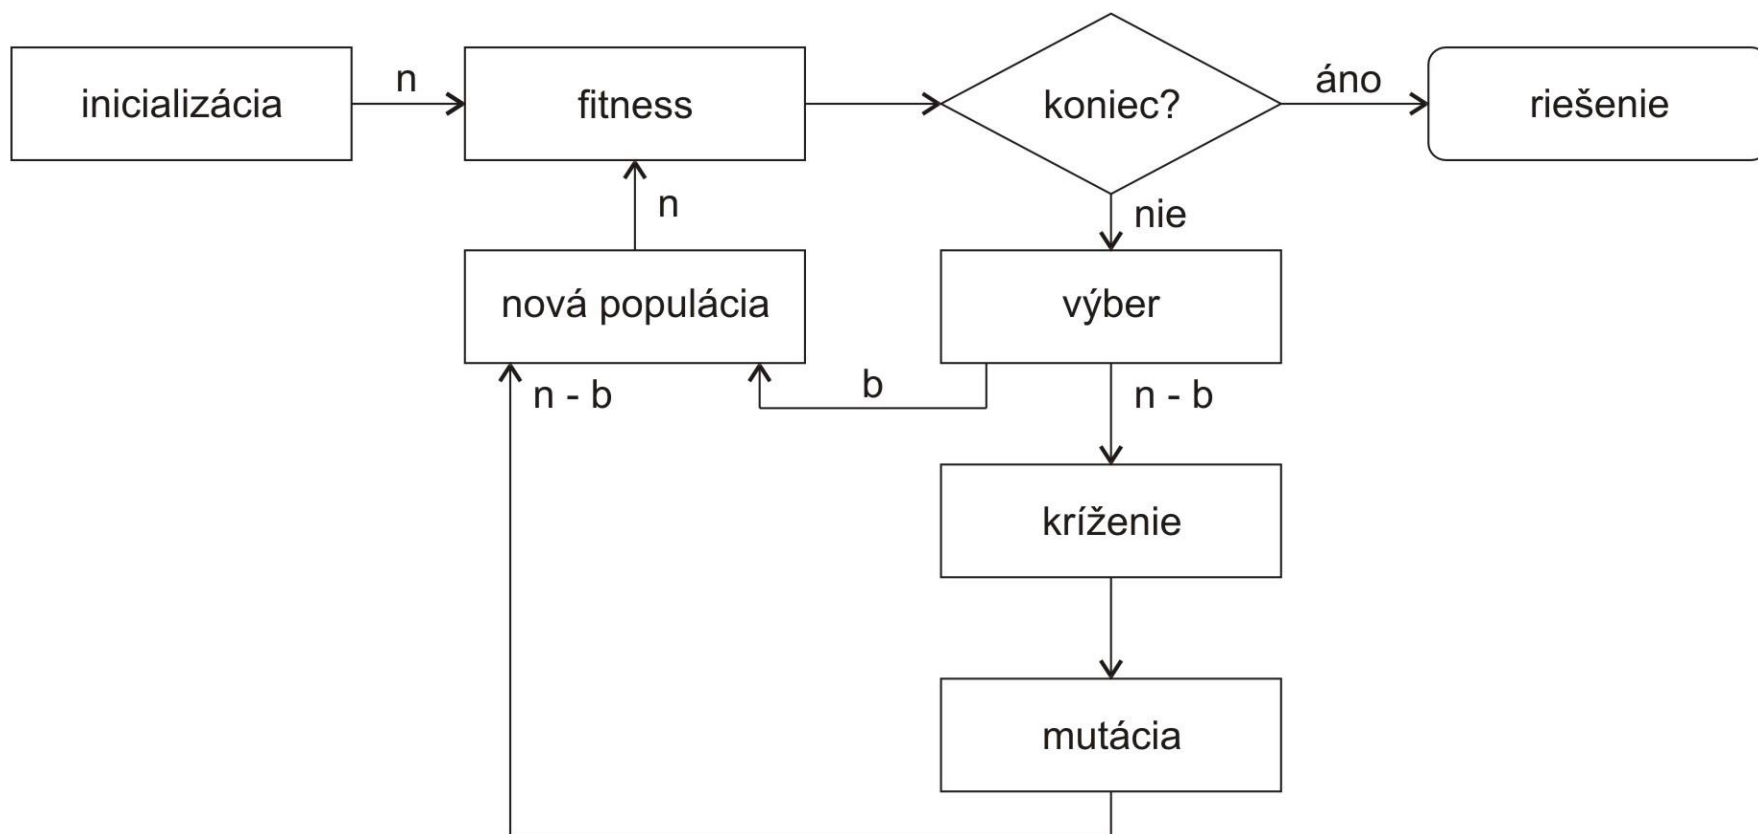 inicializácia
n
fitness
koniec?
áno
riešenie
n
nie
nová populácia
výber
n - b
b
n - b
kríženie
mutácia